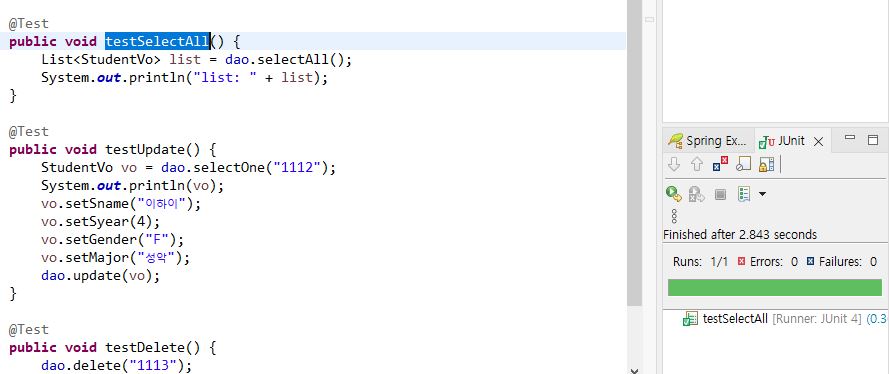 @Test
public void testSelectAll() {
List<StudentVo> list = dao.selectAll();
System.out.println("list: " + list);
}
@Test
public void testUpdate() {
StudentVo vo = dao.selectOne("1112");
System.out.println(vo);
vo.setSname("이하이");
vo.setSyear(4);
vo.setGender("F");
vo.setMajor("성악");
dao.update(vo);
}
@Test
public void testDelete() {
dao.delete("1113");
Spring Ex... JUnit
Finished after 2.843 seconds
Runs: 1/1 Errors: 0 Failures: 0
testSelectAll [Runner: JUnit 4] (0.3